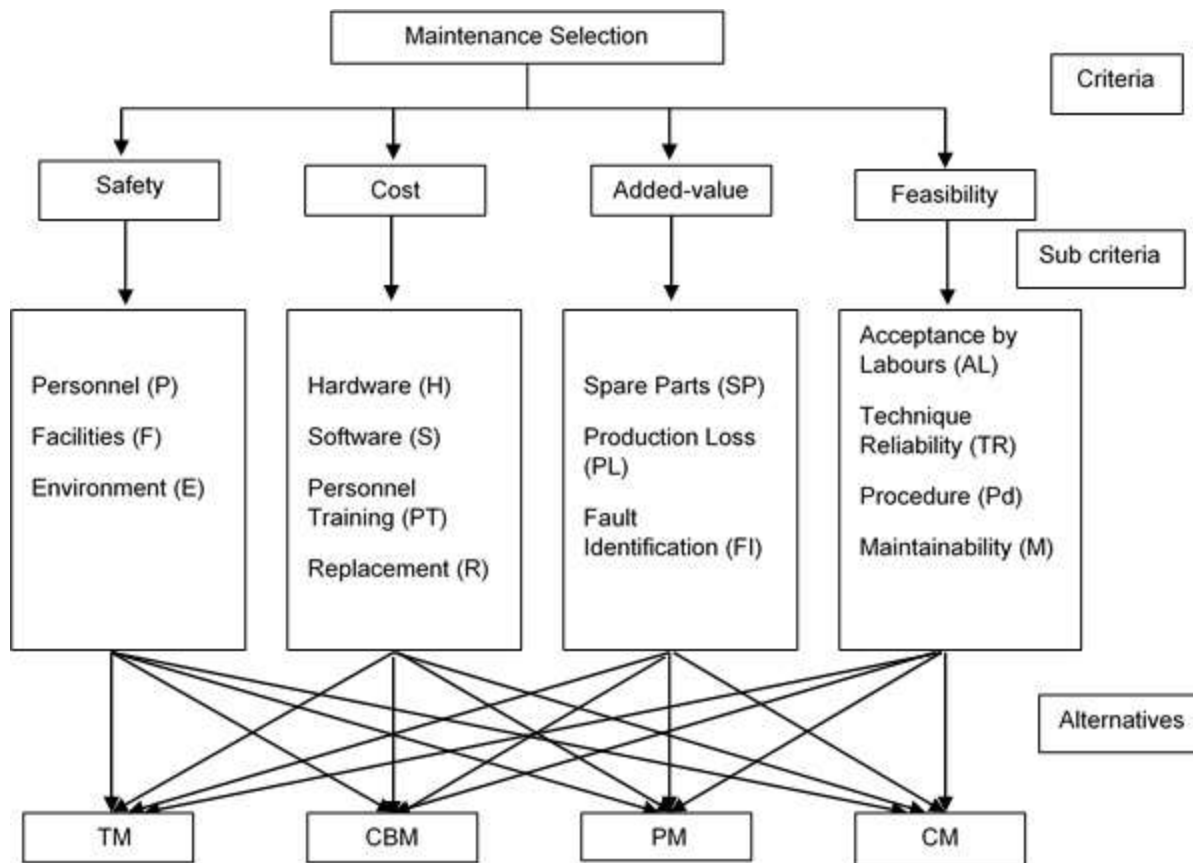 Maintenance Selection
Criteria
Safety
Cost
Added-value
Feasibility
Sub criteria
Personnel (P)
Facilities (F)
Environment (E)
Hardware (H)
Software (S)
Personnel
Training (PT)
Replacement (R)
Spare Parts (SP)
Production Loss
(PL)
Fault
Identification (FI)
Acceptance by
Labours (AL)
Technique
Reliability (TR)
Procedure (Pd)
Maintainability (M)
Alternatives
TM
CBM
PM
CM